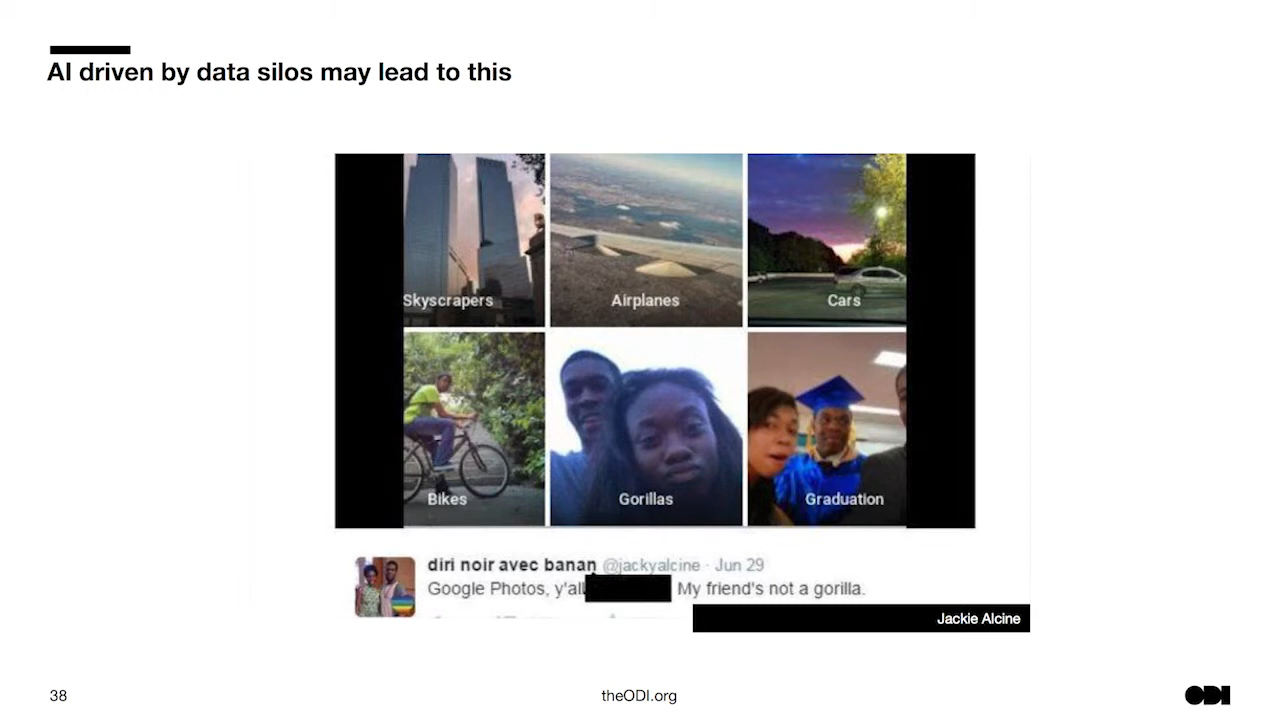 AI driven by data silos may lead to this
Skyscrapers Airplanes Cars
Bikes Gorillas Graduation
diri noir avec banan @jackyalcine · Jun 29
Google Photos, y'all My friend's not a gorilla.
Jackie Alcine
38 theODI.org ODI